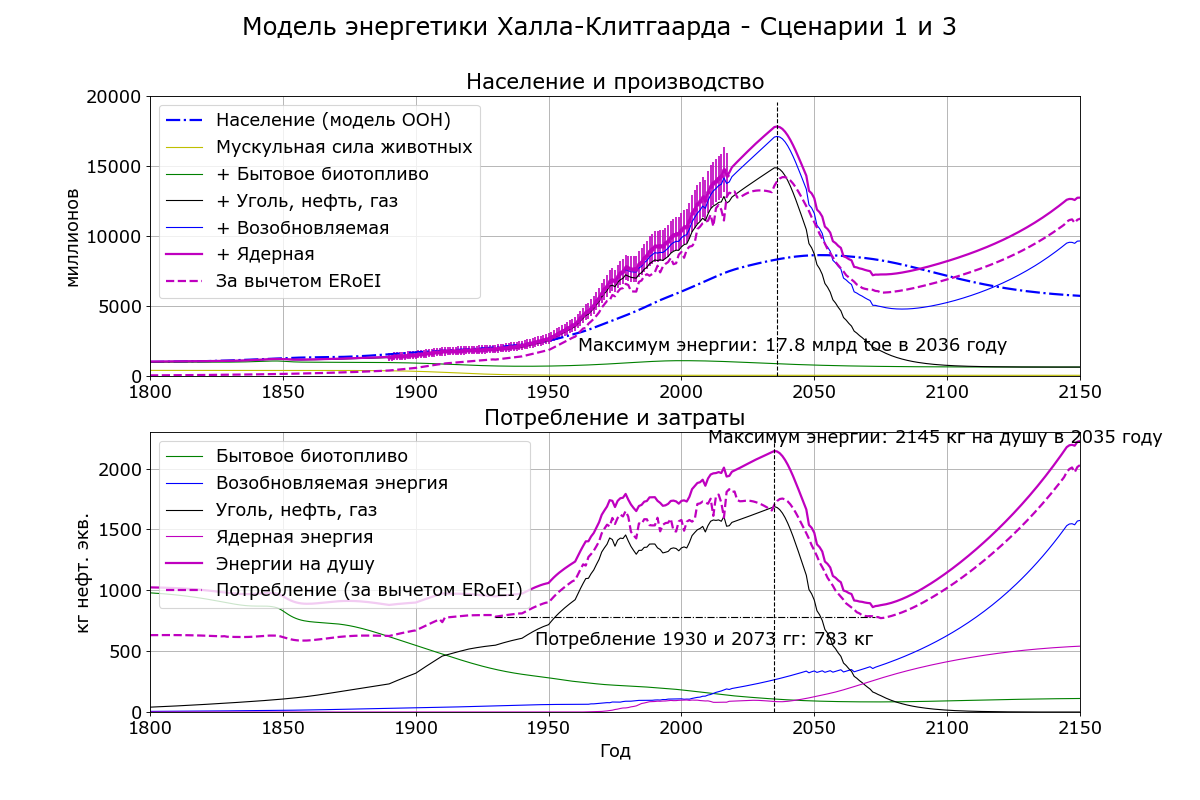 Модель энергетики Халла-Клитгаарда - Сценарии 1 и 3
Население и производство
миллионов
20000
15000
10000
5000
0
Население (модель ООН)
Мускульная сила животных
+ Бытовое биотопливо
+ Уголь, нефть, газ
+ Возобновляемая
+ Ядерная
За вычетом ERoEI
Максимум энергии: 17.8 млрд toe в 2036 году
1800 1850 1900 1950 2000 2050 2100 2150
Потребление и затраты
Максимум энергии: 2145 кг на душу в 2035 году
кг нефт. экв.
2000
1500
1000
500
0
Бытовое биотопливо
Возобновляемая энергия
Уголь, нефть, газ
Ядерная энергия
Энергии на душу
Потребление (за вычетом ERoEI)
Потребление 1930 и 2073 гг: 783 кг
1800 1850 1900 1950 2000 2050 2100 2150
Год